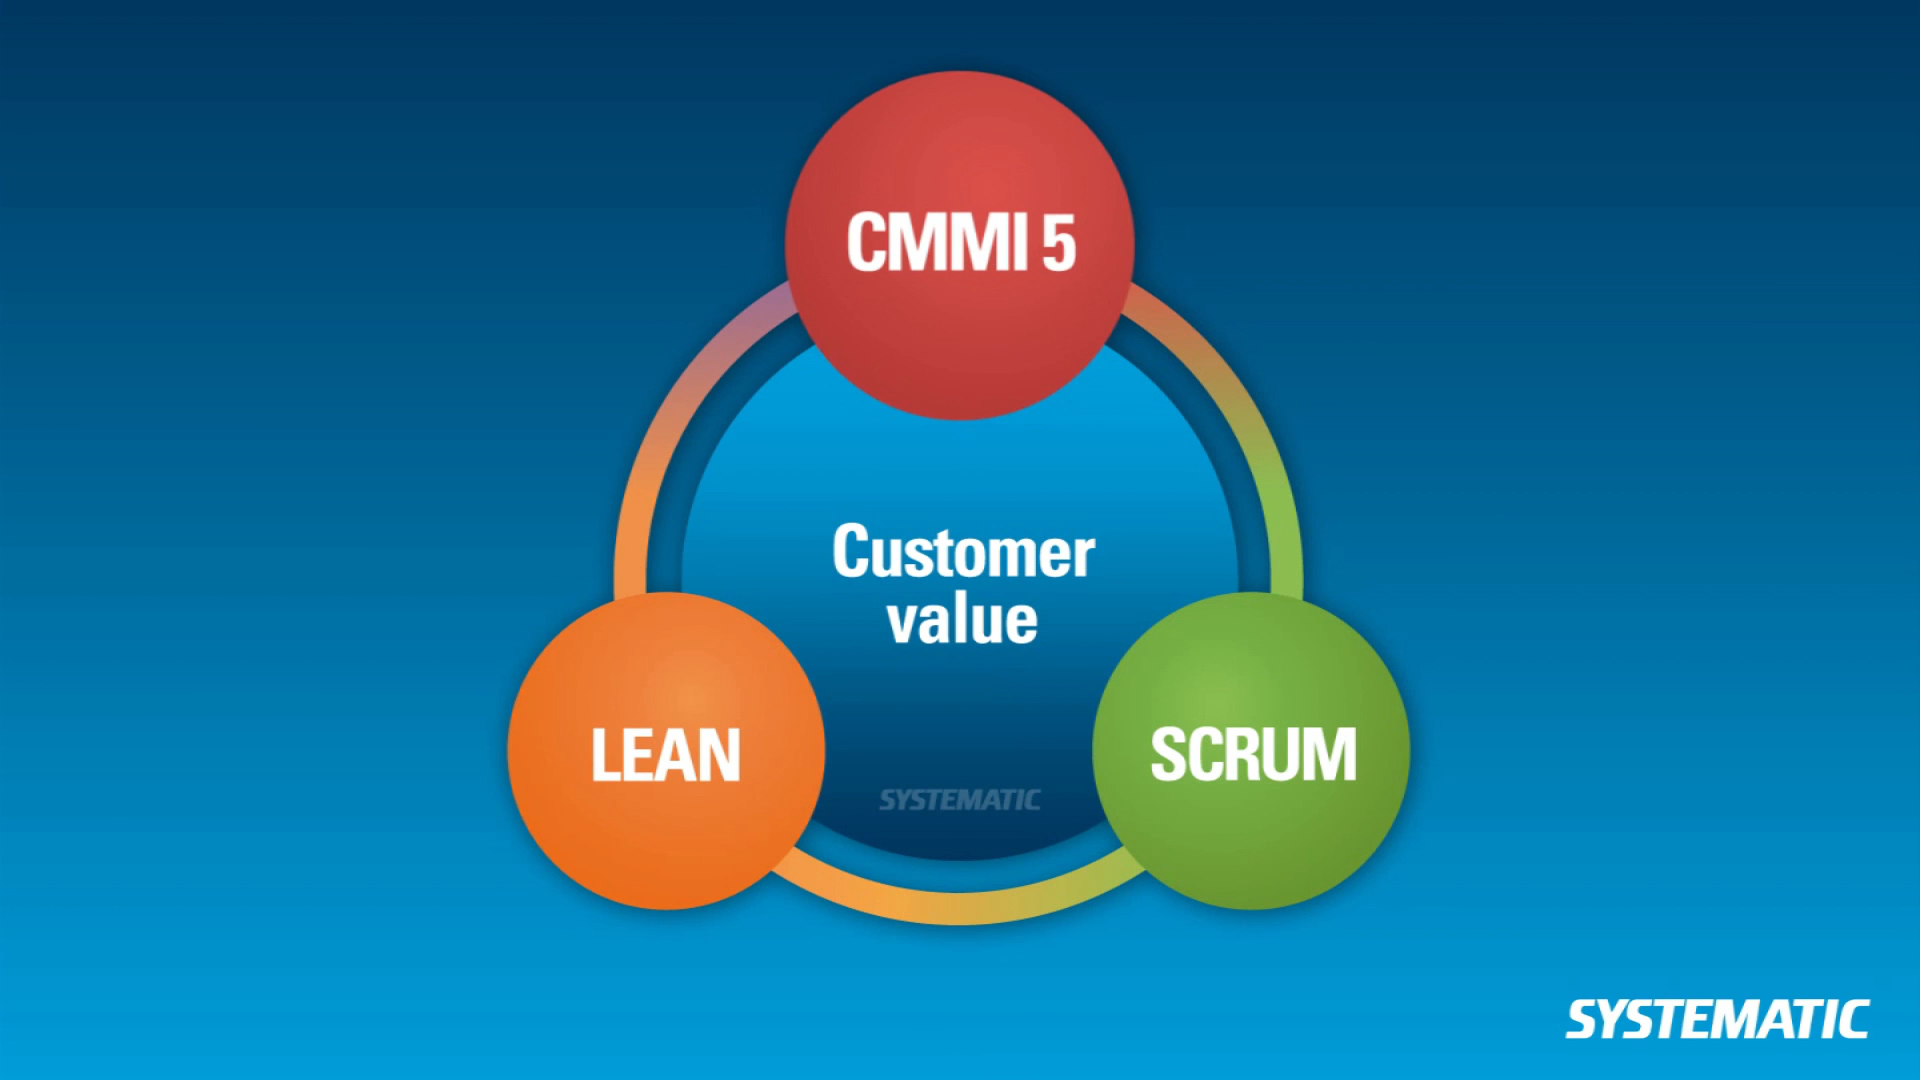 CMMI 5
Customer
value
LEAN
SCRUM
SYSTEMATIC
SYSTEMATIC